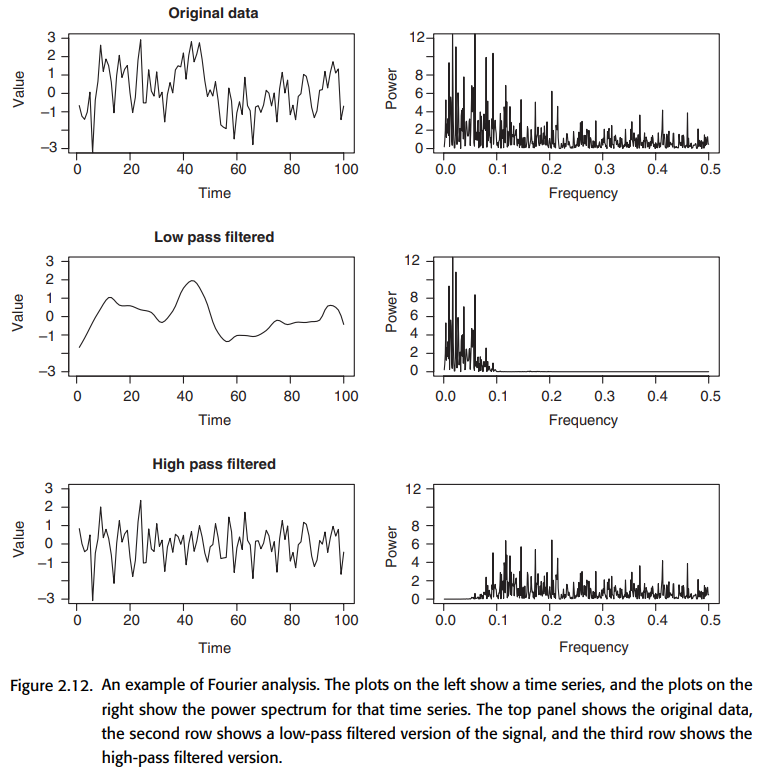 Original data
3
2
1
0
−1
−3
Value
0 20 40 60 80 100
Time
12
8
6
4
2
0
Power
0.0 0.1 0.2 0.3 0.4 0.5
Frequency
Low pass filtered
3
2
1
0
−1
−3
Value
0 20 40 60 80 100
Time
12
8
6
4
2
0
Power
0.0 0.1 0.2 0.3 0.4 0.5
Frequency
High pass filtered
3
2
1
0
−1
−3
Value
0 20 40 60 80 100
Time
12
8
6
4
2
0
Power
0.0 0.1 0.2 0.3 0.4 0.5
Frequency
Figure 2.12. An example of Fourier analysis. The plots on the left show a time series, and the plots on the
right show the power spectrum for that time series. The top panel shows the original data,
the second row shows a low-pass filtered version of the signal, and the third row shows the
high-pass filtered version.